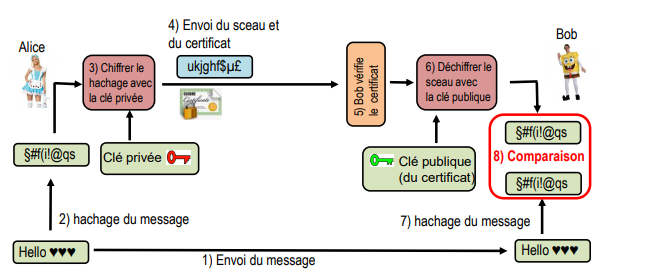 Alice
4) Envoi du sceau et
du certificat
Bob
3) Chiffrer le
hachage avec
la clé privée
ukjghf$µ£
5) Bob vérifie
le certificat
6) Déchiffrer le
sceau avec
la clé publique
§#f(i!@qs
Clé privée
Clé publique
(du certificat)
§#f(i!@qs
8) Comparaison
§#f(i!@qs
2) hachage du message
7) hachage du message
Hello ♥♥♥
1) Envoi du message
Hello ♥♥♥